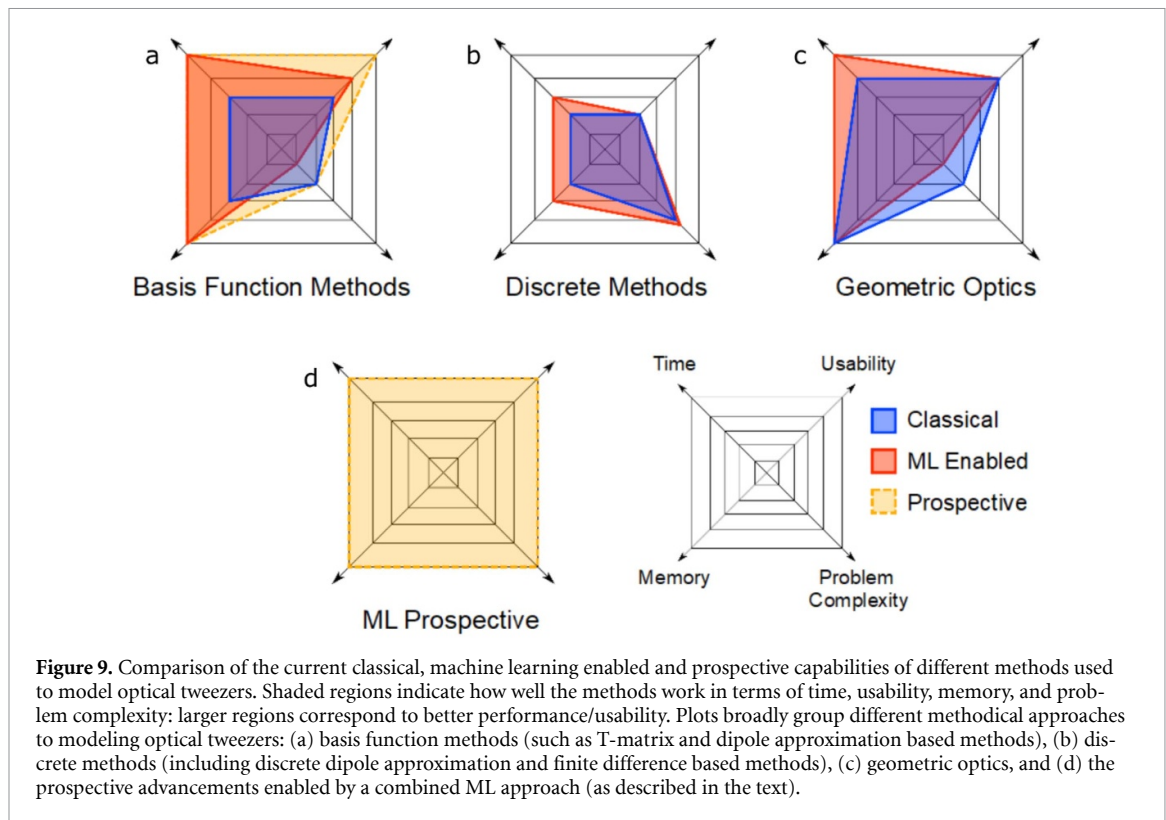 a
b
c
Basis Function Methods
Discrete Methods
Geometric Optics
d
Time
Usability
Classical
ML Enabled
Prospective
Memory
Problem
Complexity
ML Prospective
Figure 9. Comparison of the current classical, machine learning enabled and prospective capabilities of different methods used
to model optical tweezers. Shaded regions indicate how well the methods work in terms of time, usability, memory, and prob-
lem complexity: larger regions correspond to better performance/usability. Plots broadly group different methodical approaches
to modeling optical tweezers: (a) basis function methods (such as T-matrix and dipole approximation based methods), (b) dis-
crete methods (including discrete dipole approximation and finite difference based methods), (c) geometric optics, and (d) the
prospective advancements enabled by a combined ML approach (as described in the text).